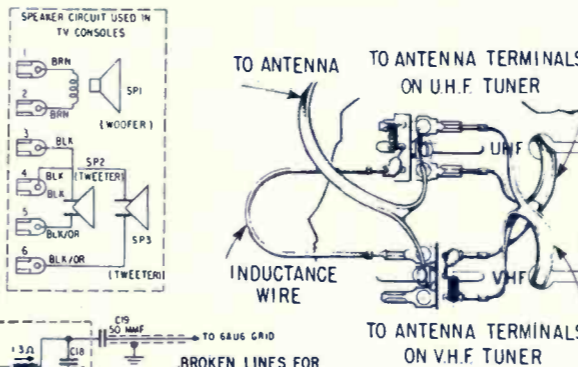 SPEAKER CIRCUIT USED IN
TV CONSOLES
1
BRN
2
BRN
SP1
(WOOFER)
3
BLK
SP2
(TWEETER)
4
BLK
BLK
5
BLK/OR
SP3
6
BLK/OR
(TWEETER)
TO ANTENNA
TO ANTENNA TERMINALS
ON U.H.F. TUNER
UHF
INDUCTANCE
WIRE
VHF
TO ANTENNA TERMINALS
ON V.H.F. TUNER
C19
50 MMF
TO 6AU6 GRID
1.3Ω
C18
BROKEN LINES FOR